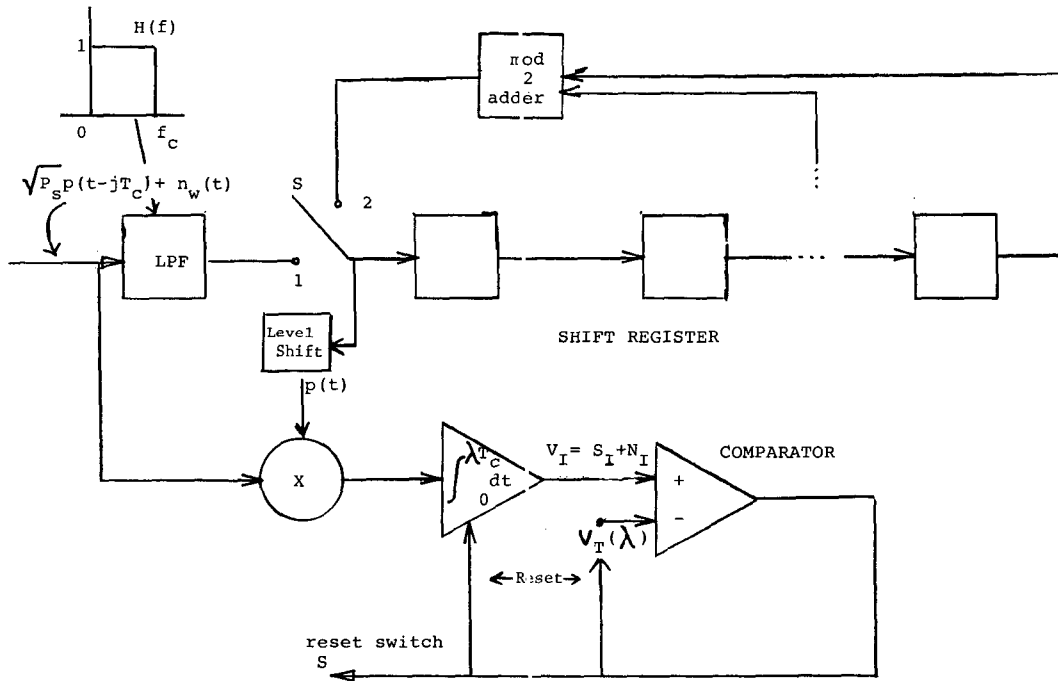 H(f)
1
0
f_c
√P_s p(t-jT_c)+ n_w(t)
LPF
S
1
2
mod
2
adder
...
...
SHIFT REGISTER
Level
Shift
p(t)
X
∫ λT_c
dt
0
V_I= S_I+N_I
COMPARATOR
+
-
V_T(λ)
Reset
reset switch
S